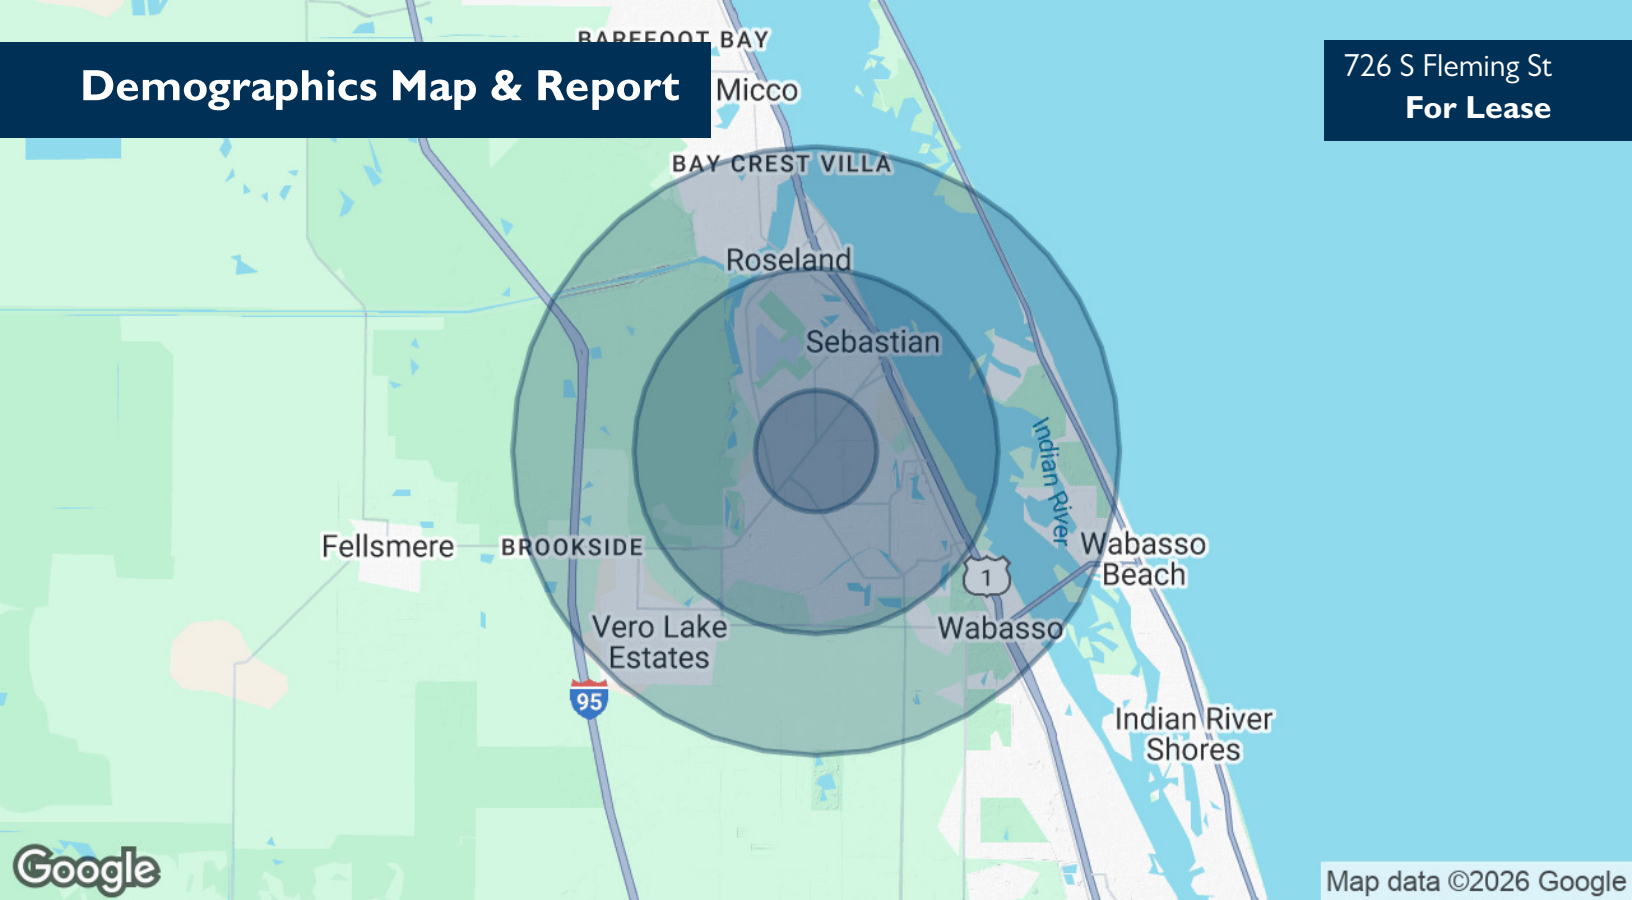 BAREFOOT BAY
Demographics Map & Report
Micco
726 S Fleming St
For Lease
BAY CREST VILLA
Roseland
Sebastian
Indian River
Fellsmere
BROOKSIDE
Wabasso
Beach
1
Vero Lake
Estates
Wabasso
95
Indian River
Shores
Google
Map data ©2026 Google